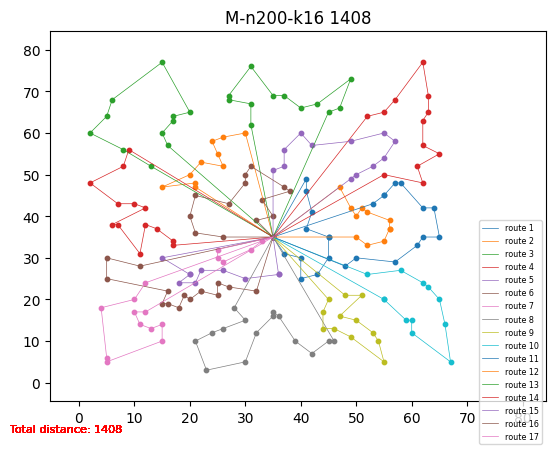 M-n200-k16 1408
80
70
60
50
40
30
20
10
0
0 10 20 30 40 50 60 70 80
route 1
route 2
route 3
route 4
route 5
route 6
route 7
route 8
route 9
route 10
route 11
route 12
route 13
route 14
route 15
route 16
route 17
Total distance: 1408